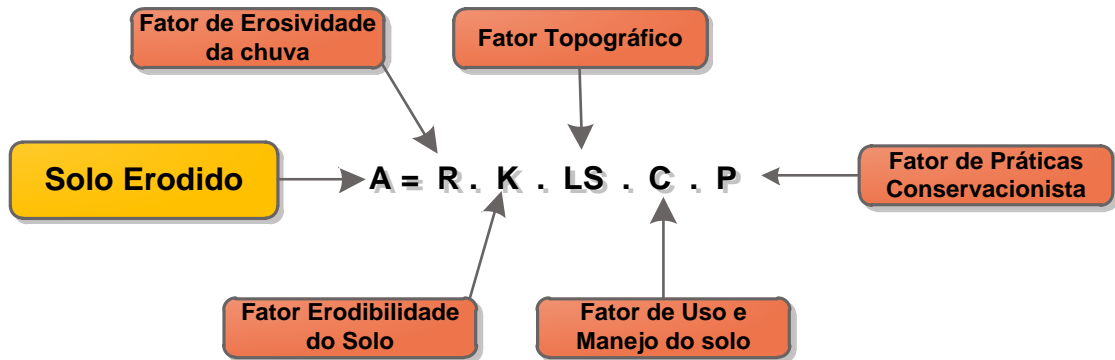 Fator de Erosividade
da chuva
Fator Topográfico
Solo Erodido
A = R . K . LS . C . P
Fator de Práticas
Conservacionista
Fator Erodibilidade
do Solo
Fator de Uso e
Manejo do solo